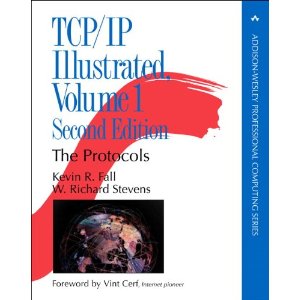 TCP/IP
Illustrated,
Volume 1
Second Edition
The Protocols
Kevin R. Fall
W. Richard Stevens
Foreword by Vint Cerf, Internet pioneer
ADDISON-WESLEY PROFESSIONAL COMPUTING SERIES